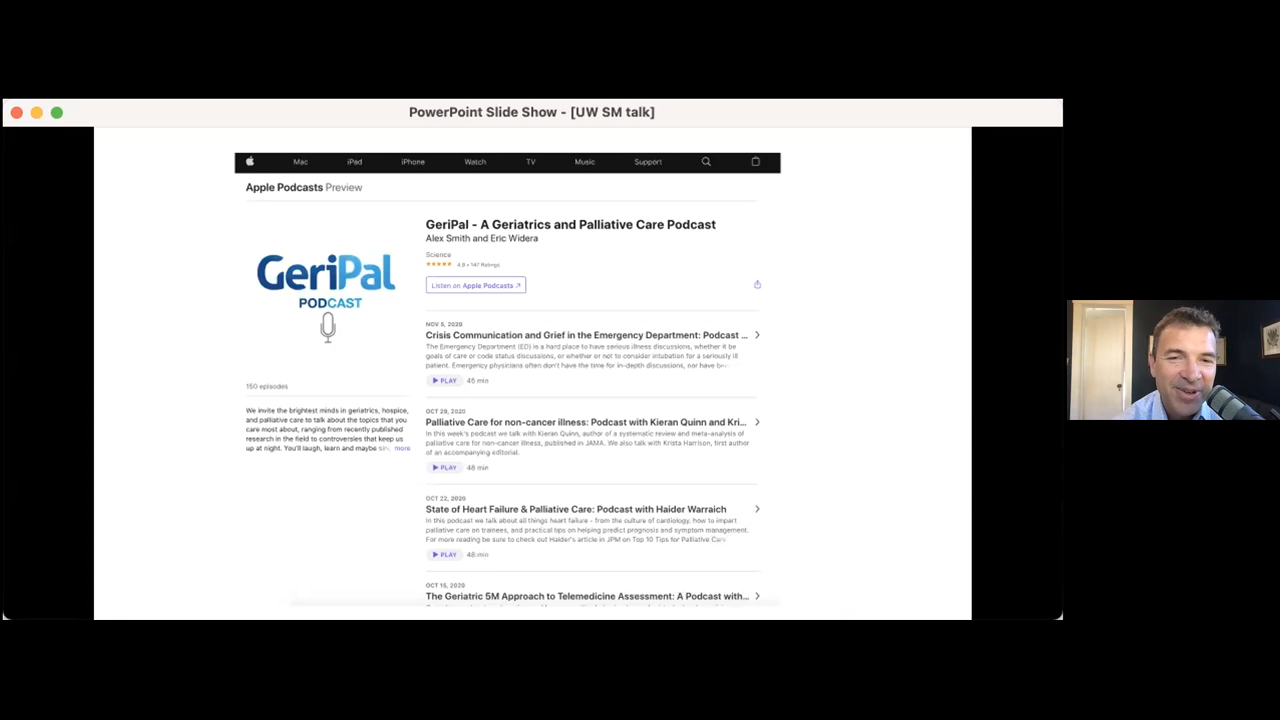 PowerPoint Slide Show - [UW SM talk]
Mac iPad iPhone Watch TV Music Support
Apple Podcasts Preview
GeriPal
PODCAST
150 episodes
We invite the brightest minds in geriatrics, hospice,
and palliative care to talk about the topics that you
care most about, ranging from recently published
research in the field to controversies that keep us
up at night. You'll laugh, learn and maybe more
GeriPal - A Geriatrics and Palliative Care Podcast
Alex Smith and Eric Widera
Science
★★★★★ 4.9 • 147 Ratings
Listen on Apple Podcasts ↗
NOV 5, 2020
Crisis Communication and Grief in the Emergency Department: Podcast ...
The Emergency Department (ED) is a hard place to have serious illness discussions, whether it be
goals of care or code status discussions, or whether or not to consider intubation for a seriously ill
patient. Emergency physicians often don't have the time for in-depth discussions, nor have
PLAY 45 min
OCT 29, 2020
Palliative Care for non-cancer illness: Podcast with Kieran Quinn and Kri...
In this week's podcast we talk with Kieran Quinn, author of a systematic review and meta-analysis of
palliative care for non-cancer illness, published in JAMA. We also talk with Krista Harrison, first author
of an accompanying editorial.
PLAY 48 min
OCT 22, 2020
State of Heart Failure & Palliative Care: Podcast with Haider Warraich
In this podcast we talk about all things heart failure - from the culture of cardiology, how to impart
palliative care on trainees, and practical tips on helping predict prognosis and symptom management.
For more reading be sure to check out Haider's article in JPM on Top 10 Tips for Palliative Care
PLAY 48 min
OCT 15, 2020
The Geriatric 5M Approach to Telemedicine Assessment: A Podcast with...